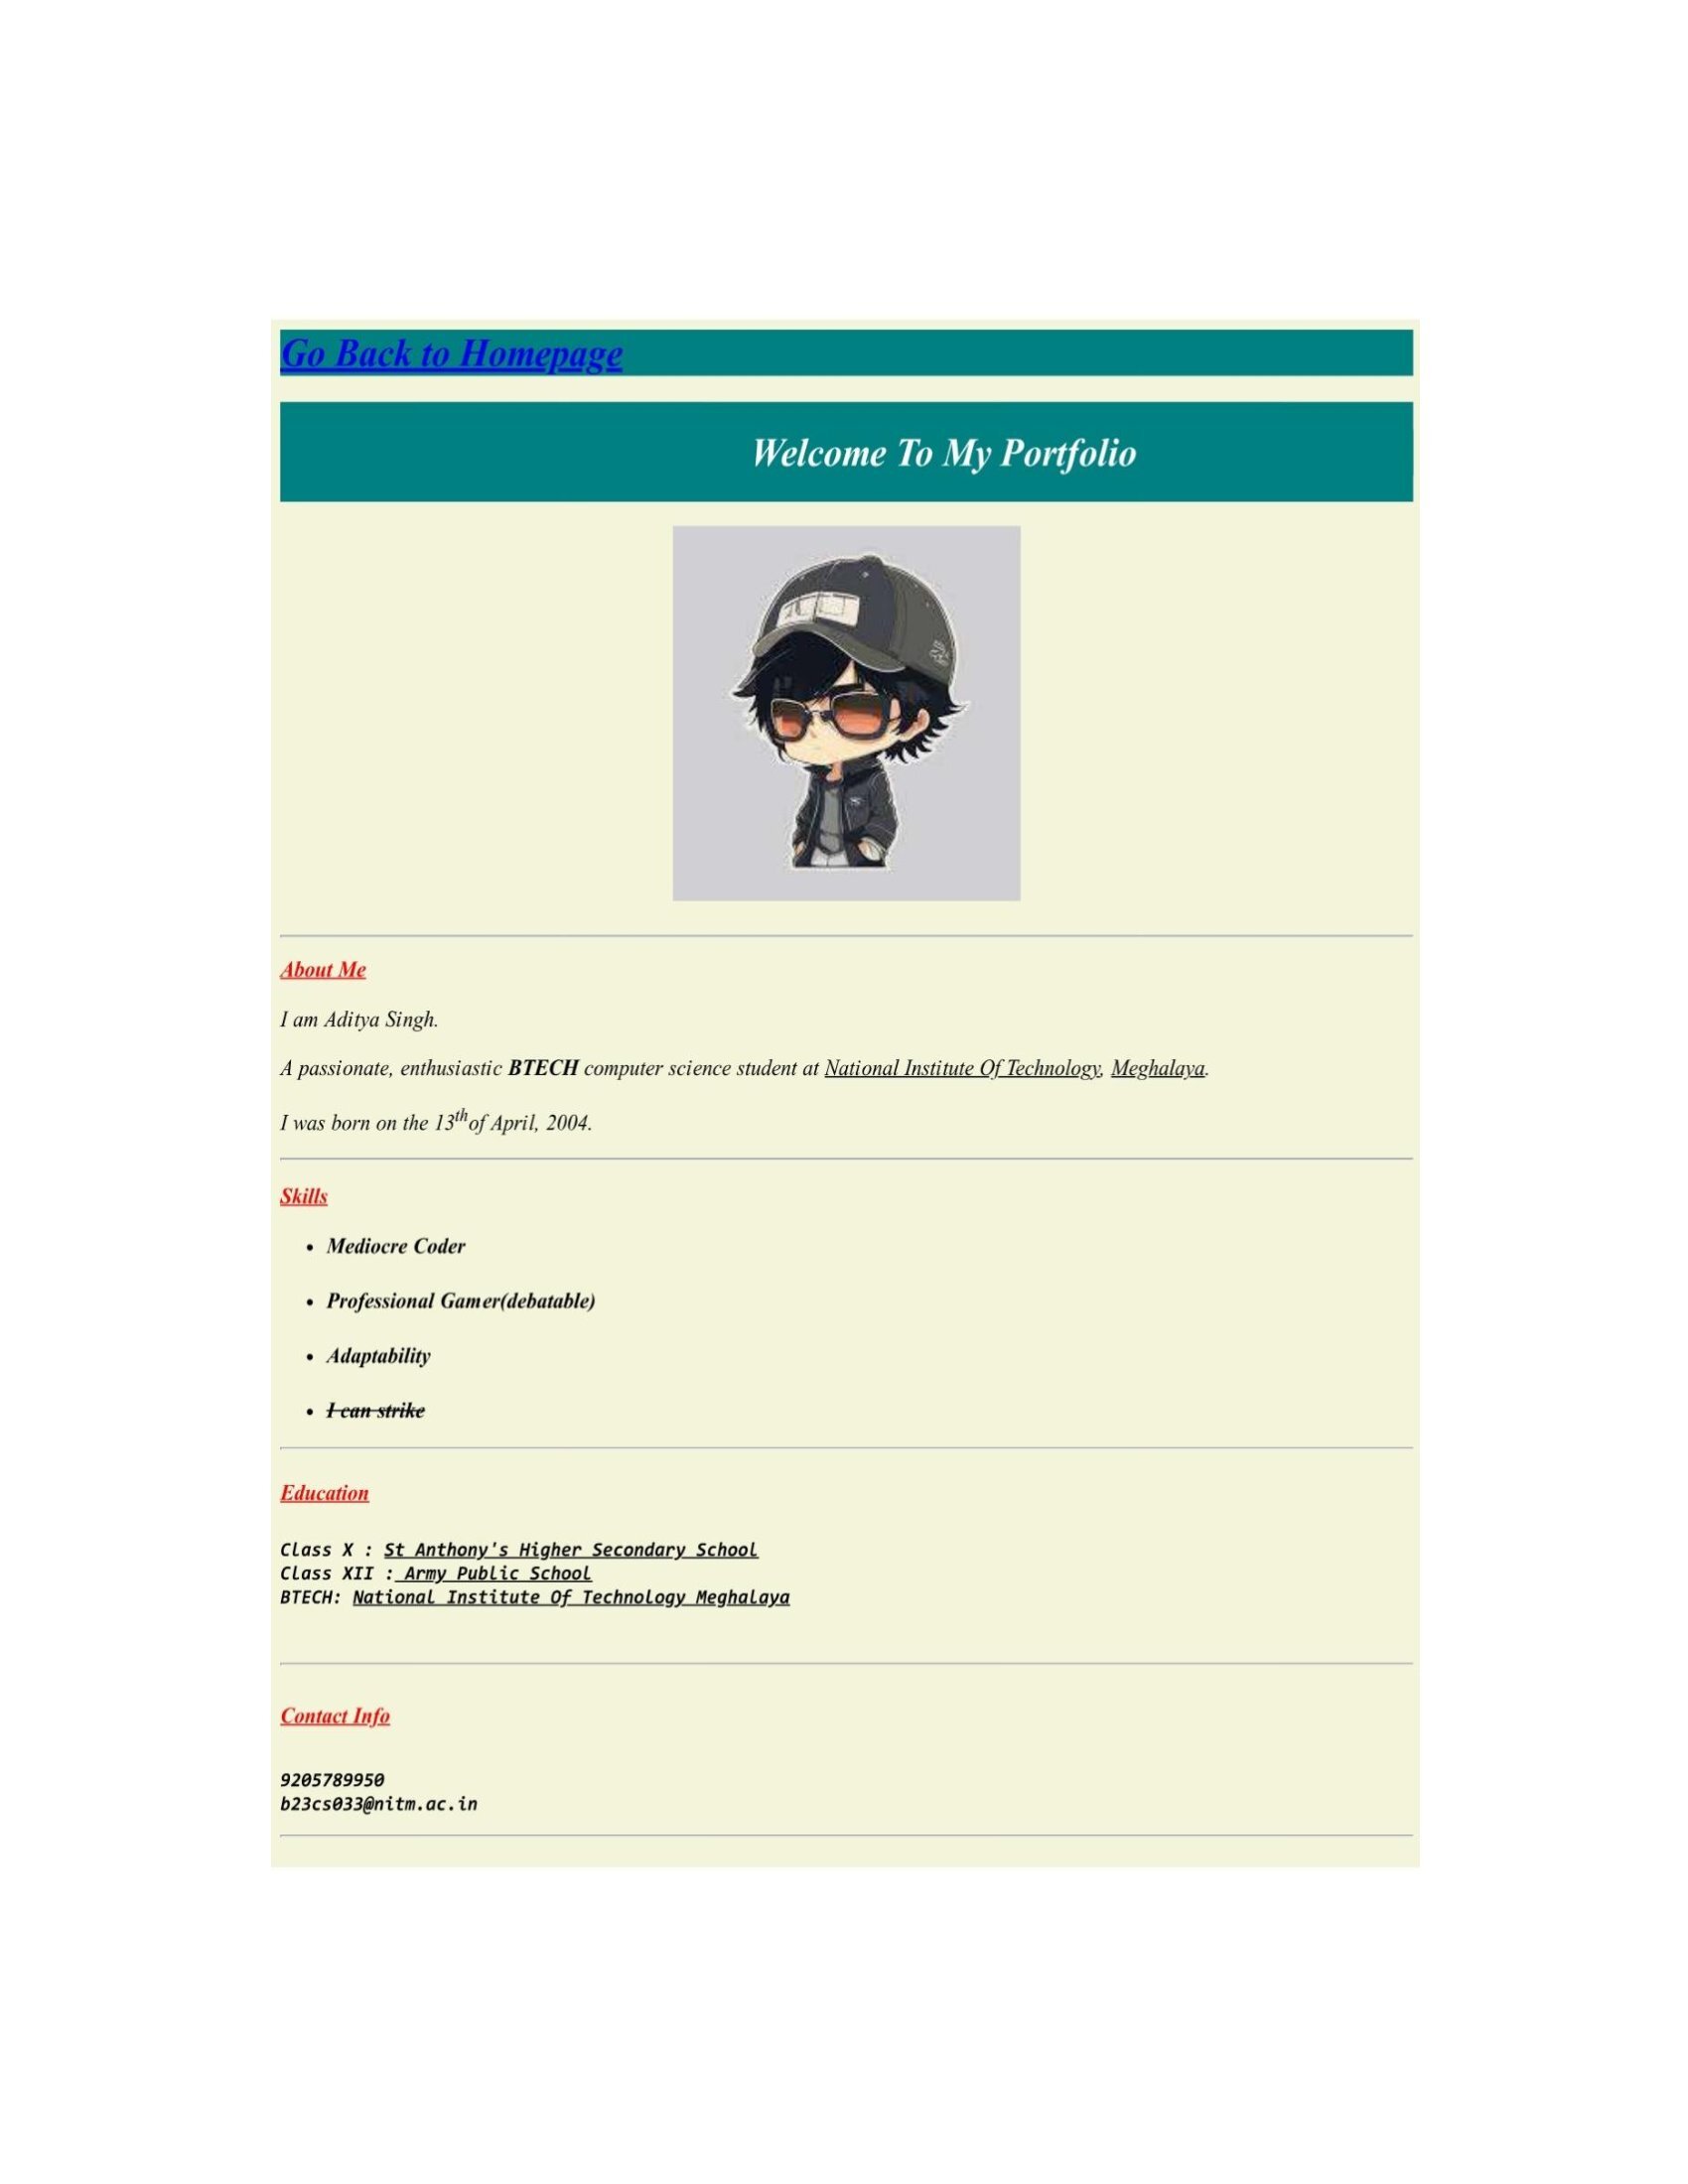 Go Back to Homepage
Welcome To My Portfolio
About Me
I am Aditya Singh.
A passionate, enthusiastic BTECH computer science student at National Institute Of Technology, Meghalaya.
I was born on the 13th of April, 2004.
Skills
• Mediocre Coder
• Professional Gamer(debatable)
• Adaptability
• I can strike
Education
Class X : St Anthony's Higher Secondary School
Class XII : Army Public School
BTECH: National Institute Of Technology Meghalaya
Contact Info
9205789950
b23cs033@nitm.ac.in